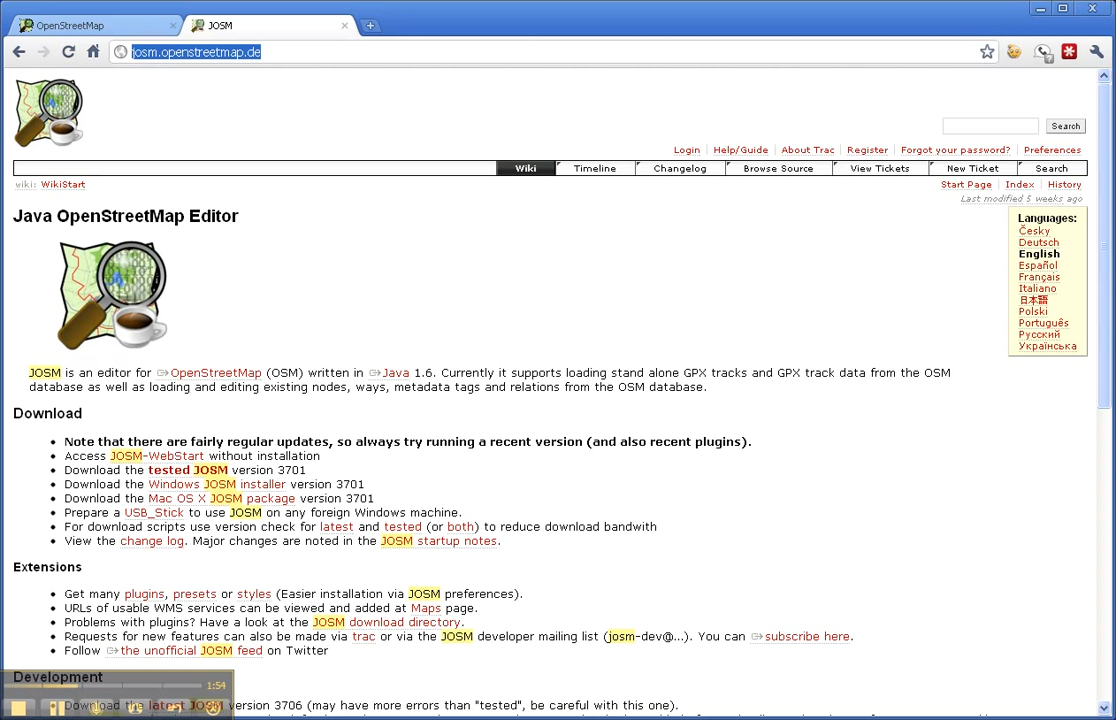 OpenStreetMap
JOSM
josm.openstreetmap.de
Search
Login Help/Guide About Trac Register Forgot your password? Preferences
Wiki Timeline Changelog Browse Source View Tickets New Ticket Search
wiki: WikiStart
Start Page Index History
Last modified 5 weeks ago
Java OpenStreetMap Editor
Languages:
Česky
Deutsch
English
Español
Français
Italiano
日本語
Polski
Português
Русский
Українська
JOSM is an editor for OpenStreetMap (OSM) written in Java 1.6. Currently it supports loading stand alone GPX tracks and GPX track data from the OSM
database as well as loading and editing existing nodes, ways, metadata tags and relations from the OSM database.
Download
• Note that there are fairly regular updates, so always try running a recent version (and also recent plugins).
• Access JOSM-WebStart without installation
• Download the tested JOSM version 3701
• Download the Windows JOSM installer version 3701
• Download the Mac OS X JOSM package version 3701
• Prepare a USB_Stick to use JOSM on any foreign Windows machine.
• For download scripts use version check for latest and tested (or both) to reduce download bandwith
• View the change log. Major changes are noted in the JOSM startup notes.
Extensions
• Get many plugins, presets or styles (Easier installation via JOSM preferences).
• URLs of usable WMS services can be viewed and added at Maps page.
• Problems with plugins? Have a look at the JOSM download directory.
• Requests for new features can also be made via trac or via the JOSM developer mailing list (josm-dev@...). You can subscribe here.
• Follow the unofficial JOSM feed on Twitter
Development
1:54
• Download the latest JOSM version 3706 (may have more errors than "tested", be careful with this one).